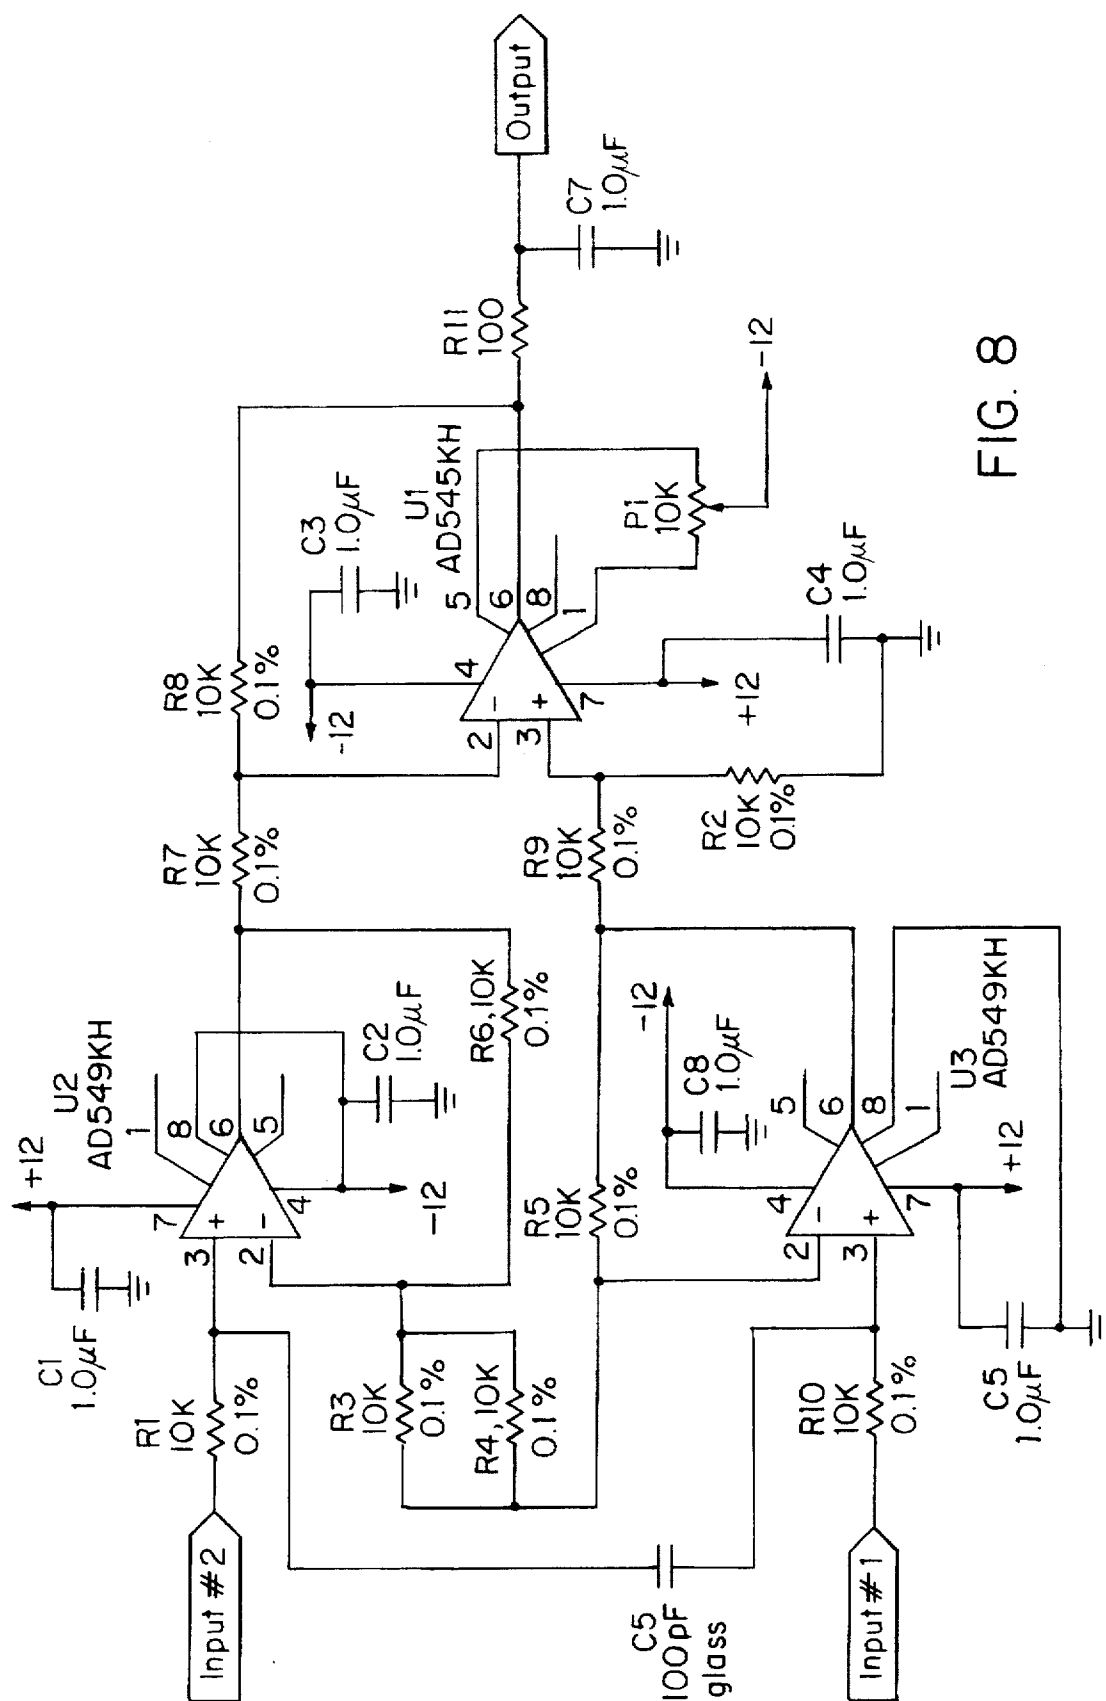 Input #2
R1
10K
0.1%
C1
1.0µF
+12
7
3
+
2
-
4
U2
AD549KH
1
8
6
5
-12
C2
1.0µF
R3
10K
0.1%
R4, 10K
0.1%
R6, 10K
0.1%
R7
10K
0.1%
R8
10K
0.1%
-12
C3
1.0µF
4
2
-
3
+
7
U1
AD545KH
5
6
8
1
+12
P1
10K
-12
C4
1.0µF
R11
100
C7
1.0µF
Output
R9
10K
0.1%
R2
10K
0.1%
R5
10K
0.1%
-12
C8
1.0µF
4
2
-
3
+
7
5
6
8
1
U3
AD549KH
+12
C5
1.0µF
C5
100pF
glass
Input #1
R10
10K
0.1%
FIG. 8